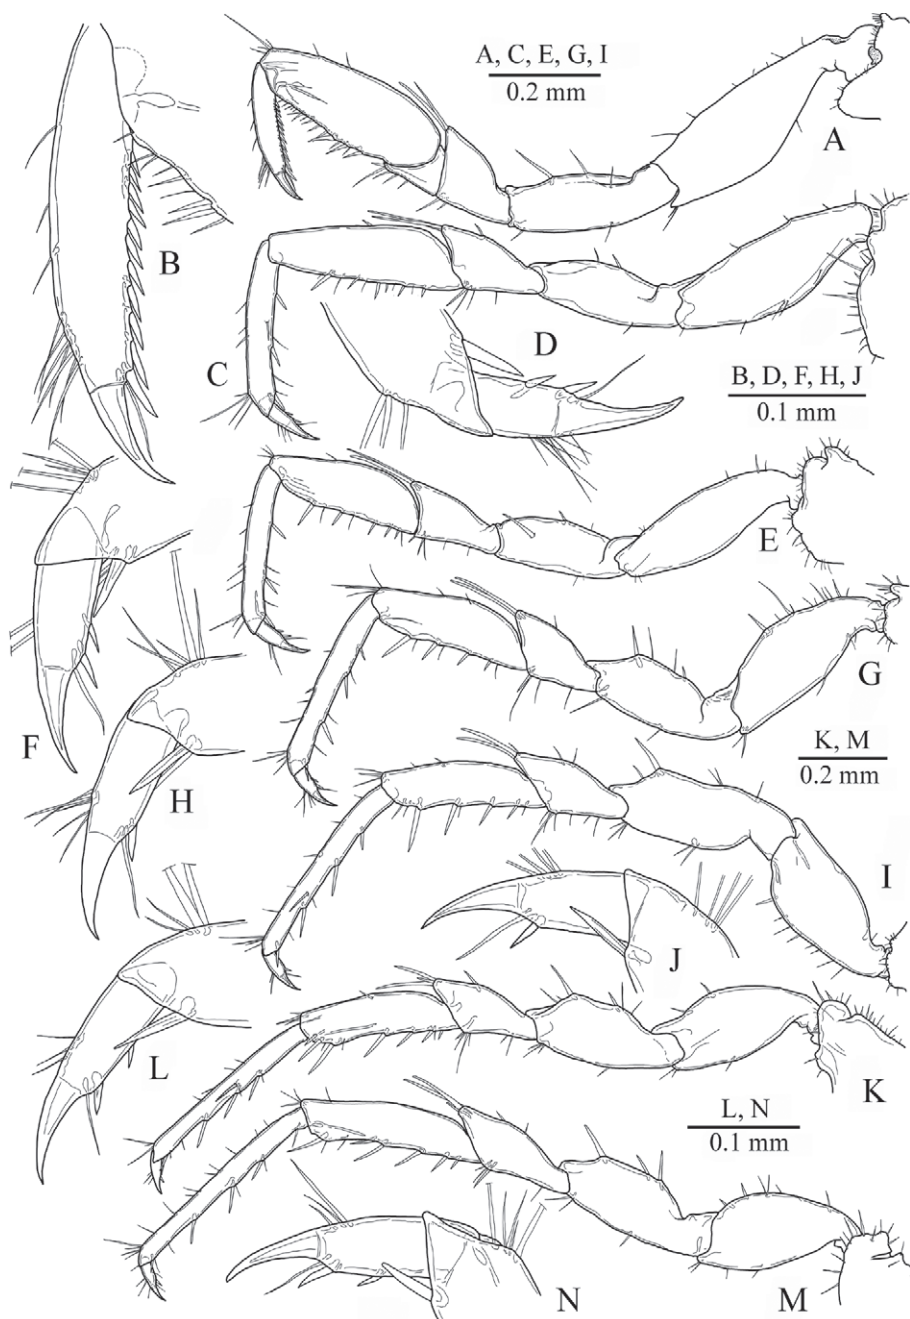 A, C, E, G, I
0.2 mm
A
B
C
D
B, D, F, H, J
0.1 mm
E
F
G
K, M
0.2 mm
H
I
J
L
K
L, N
0.1 mm
N
M